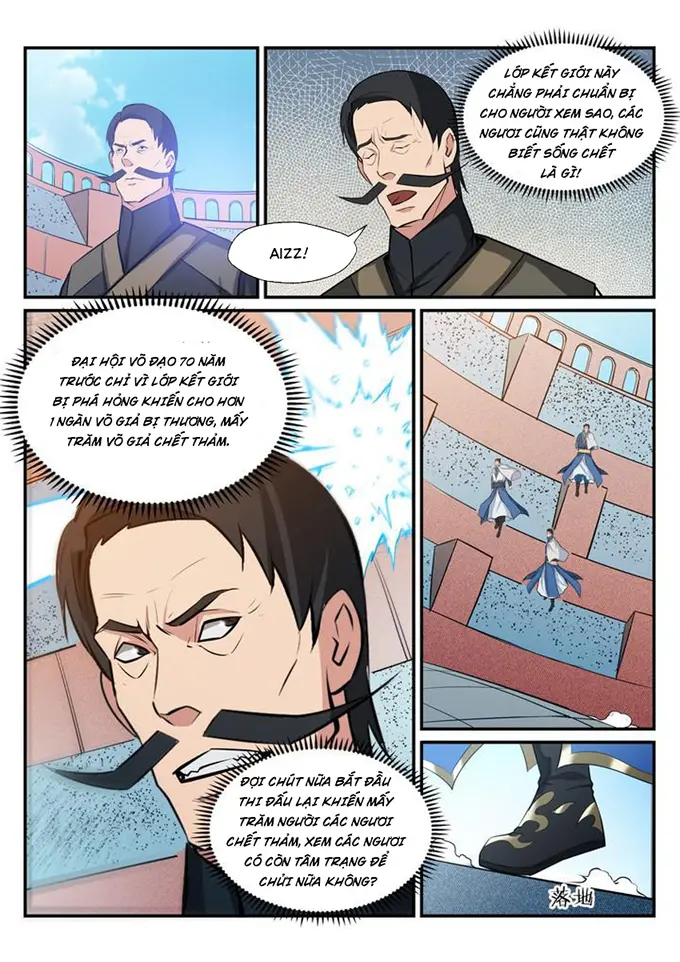 LỚP KẾT GIỚI NÀY
CHẲNG PHẢI CHUẨN BỊ
CHO NGƯỜI XEM SAO, CÁC
NGƯƠI CŨNG THẬT KHÔNG
BIẾT SỐNG CHẾT
LÀ GÌ!
AIZZ!
ĐẠI HỘI VÕ ĐẠO 70 NĂM
TRƯỚC CHỈ VÌ LỚP KẾT GIỚI
BỊ PHÁ HỎNG KHIẾN CHO HƠN
1 NGÀN VÕ GIẢ BỊ THƯƠNG, MẤY
TRĂM VÕ GIẢ CHẾT THẢM.
ĐỢI CHÚT NỮA BẮT ĐẦU
THI ĐẤU LẠI KHIẾN MẤY
TRĂM NGƯỜI CÁC NGƯƠI
CHẾT THẢM, XEM CÁC NGƯƠI
CÓ CÒN TÂM TRẠNG ĐỂ
CHỬI NỮA KHÔNG?
落地